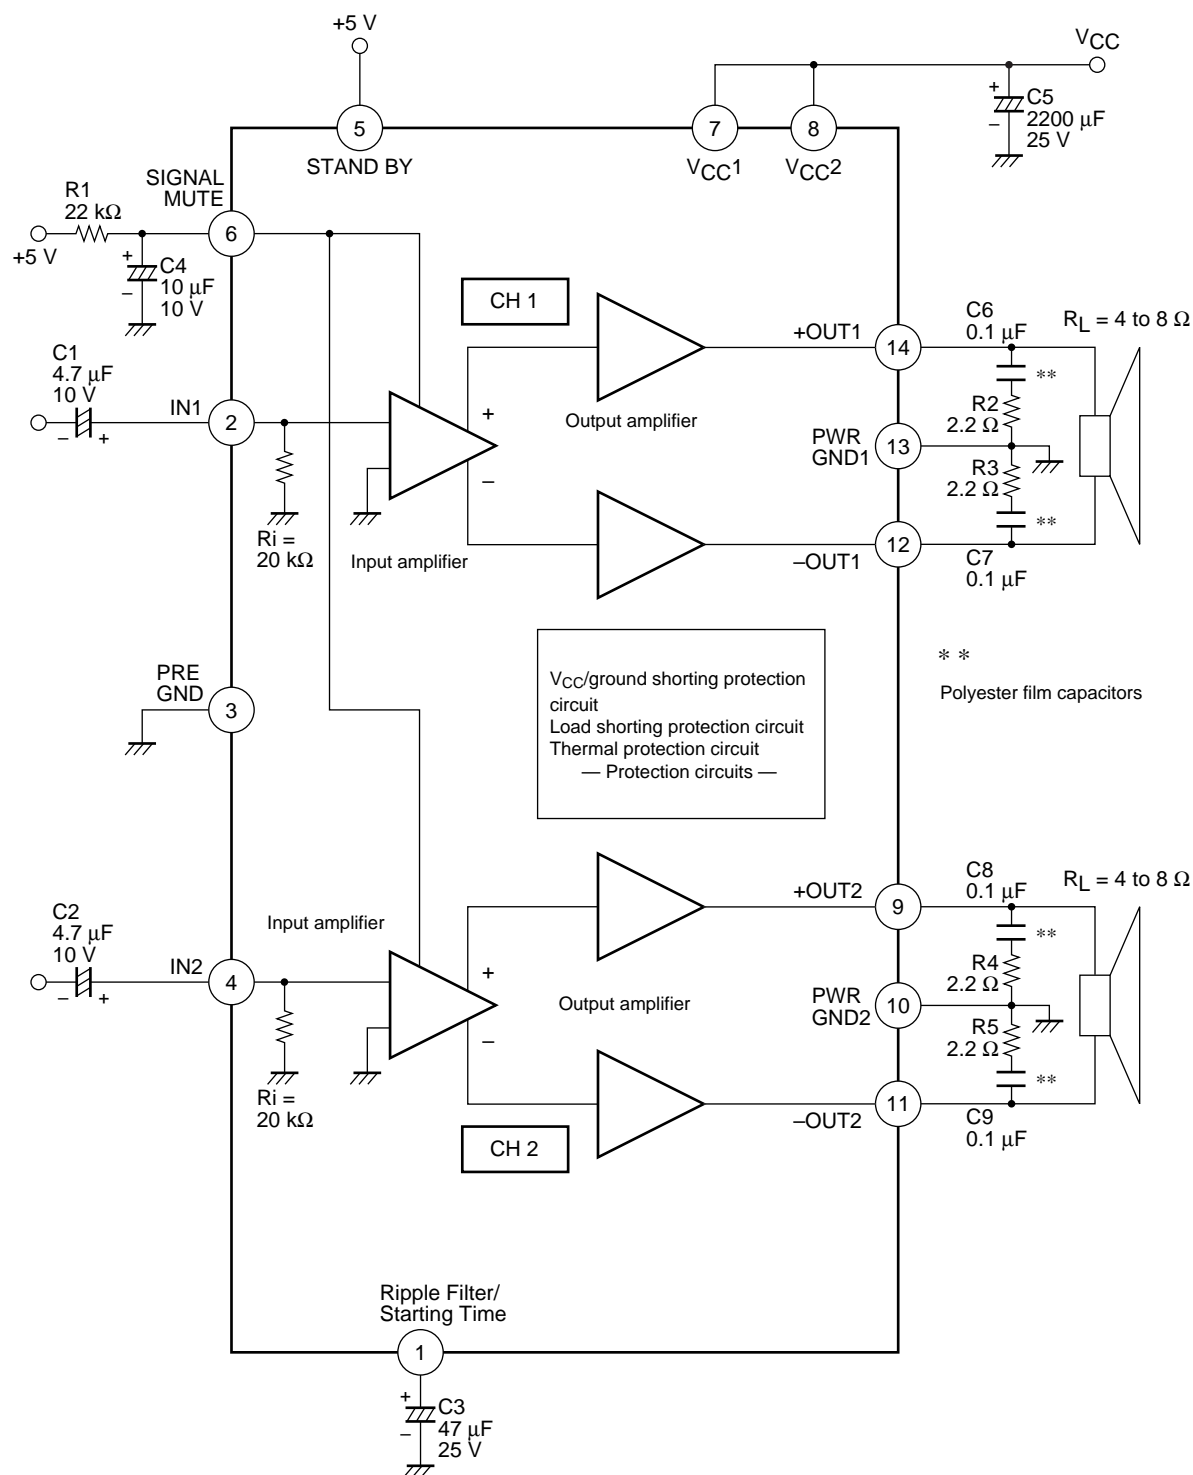 +5 V
VCC
+
C5
2200 μF
25 V
–
5
7
8
STAND BY
VCC1
VCC2
SIGNAL
MUTE
R1
22 kΩ
6
+5 V
+
C4
10 μF
10 V
–
CH 1
C1
4.7 μF
10 V
IN1
2
–
+
Ri =
20 kΩ
Input amplifier
+
–
Output amplifier
+OUT1
14
C6
0.1 μF
RL = 4 to 8 Ω
**
R2
2.2 Ω
PWR
GND1
13
R3
2.2 Ω
**
–OUT1
12
C7
0.1 μF
PRE
GND
3
VCC/ground shorting protection
circuit
Load shorting protection circuit
Thermal protection circuit
— Protection circuits —
* *
Polyester film capacitors
C2
4.7 μF
10 V
IN2
4
–
+
Ri =
20 kΩ
Input amplifier
+
–
Output amplifier
+OUT2
9
C8
0.1 μF
RL = 4 to 8 Ω
**
R4
2.2 Ω
PWR
GND2
10
R5
2.2 Ω
**
–OUT2
11
C9
0.1 μF
CH 2
Ripple Filter/
Starting Time
1
+
C3
47 μF
25 V
–